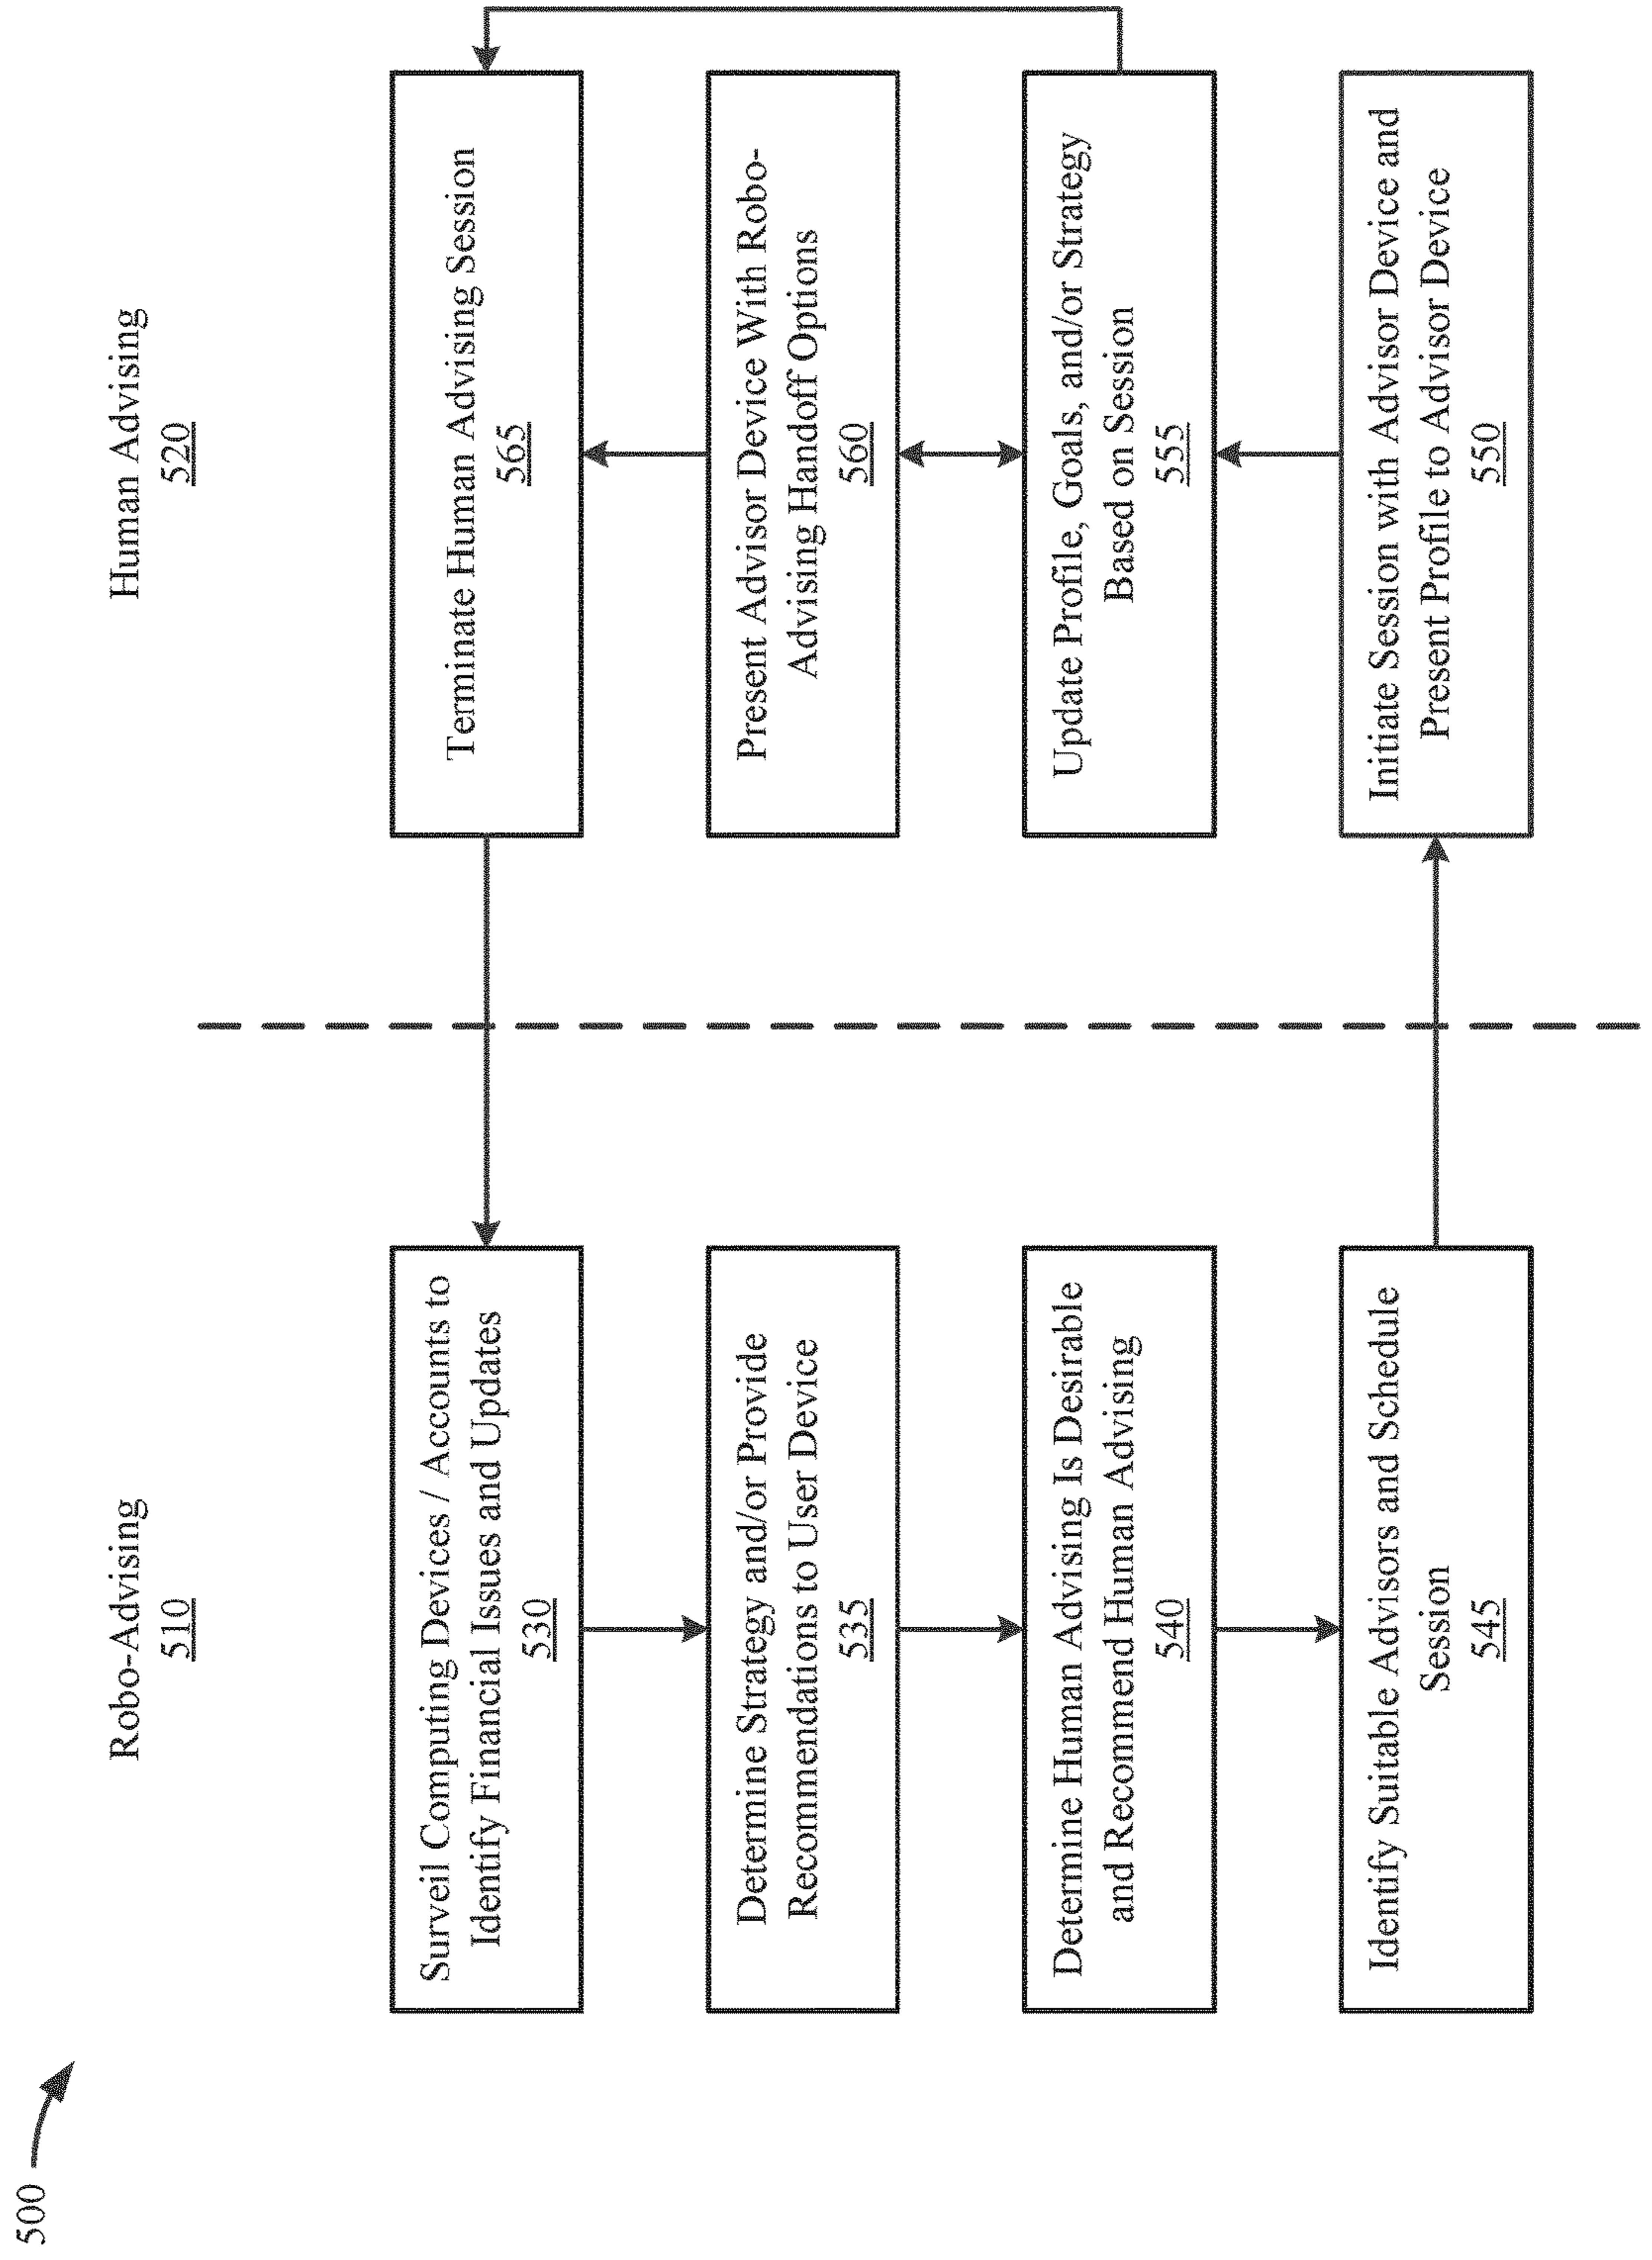 500
Robo-Advising
510
Human Advising
520
Surveil Computing Devices / Accounts to
Identify Financial Issues and Updates
530
Determine Strategy and/or Provide
Recommendations to User Device
535
Determine Human Advising Is Desirable
and Recommend Human Advising
540
Identify Suitable Advisors and Schedule
Session
545
Terminate Human Advising Session
565
Present Advisor Device With Robo-
Advising Handoff Options
560
Update Profile, Goals, and/or Strategy
Based on Session
555
Initiate Session with Advisor Device and
Present Profile to Advisor Device
550